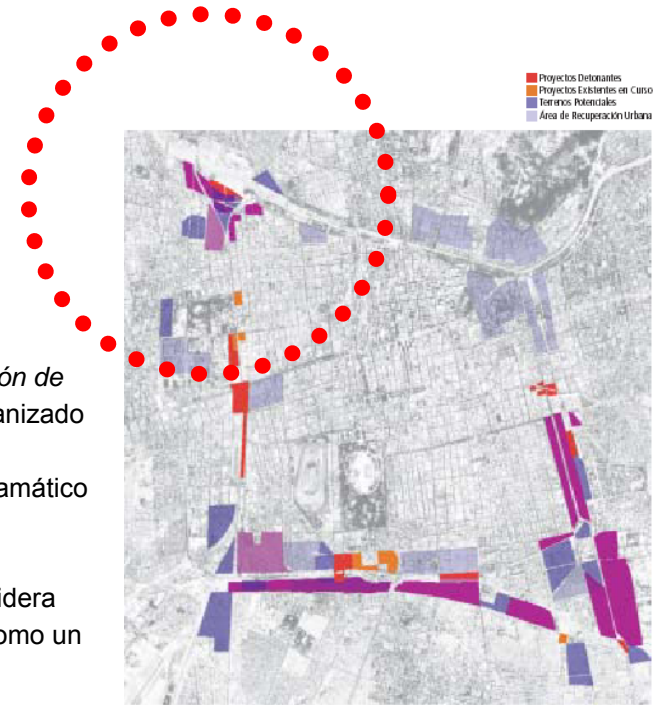 Proyectos Detonantes
Proyectos Existentes en Curso
Terrenos Potenciales
Área de Recuperación Urbana
ón de
anizado
amático
idera
omo un